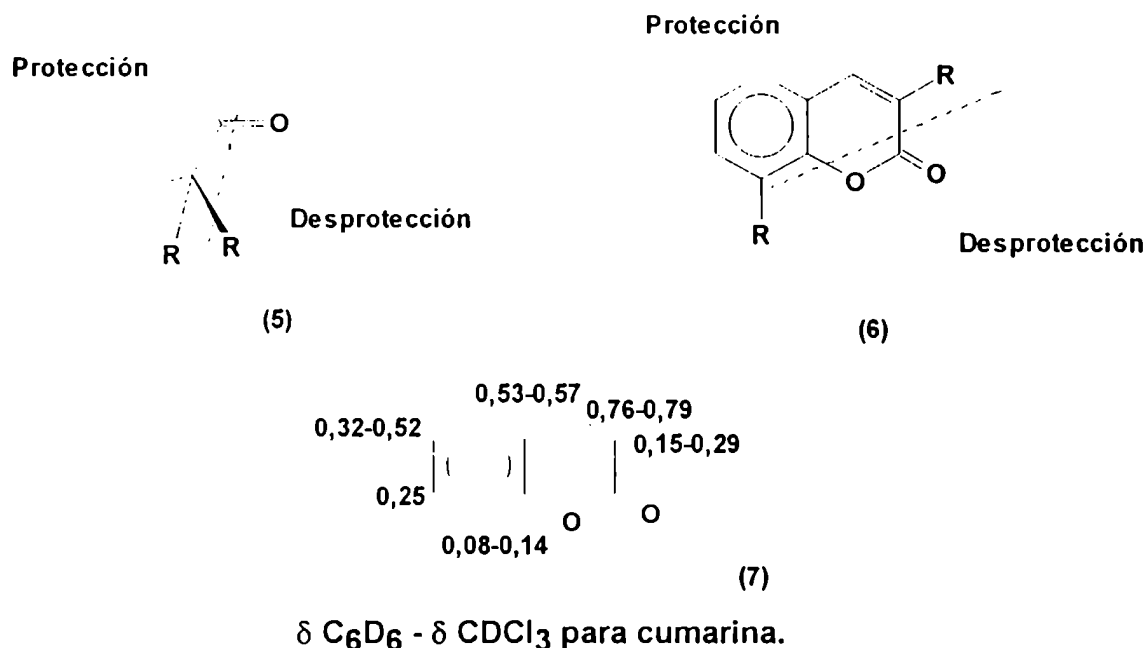 Protección
Protección
R
O
R
R
Desprotección
O
O
R
Desprotección
(5)
(6)
0,53-0,57
0,76-0,79
0,32-0,52
0,15-0,29
0,25
O
O
0,08-0,14
(7)
δ C6D6 - δ CDCl3 para cumarina.